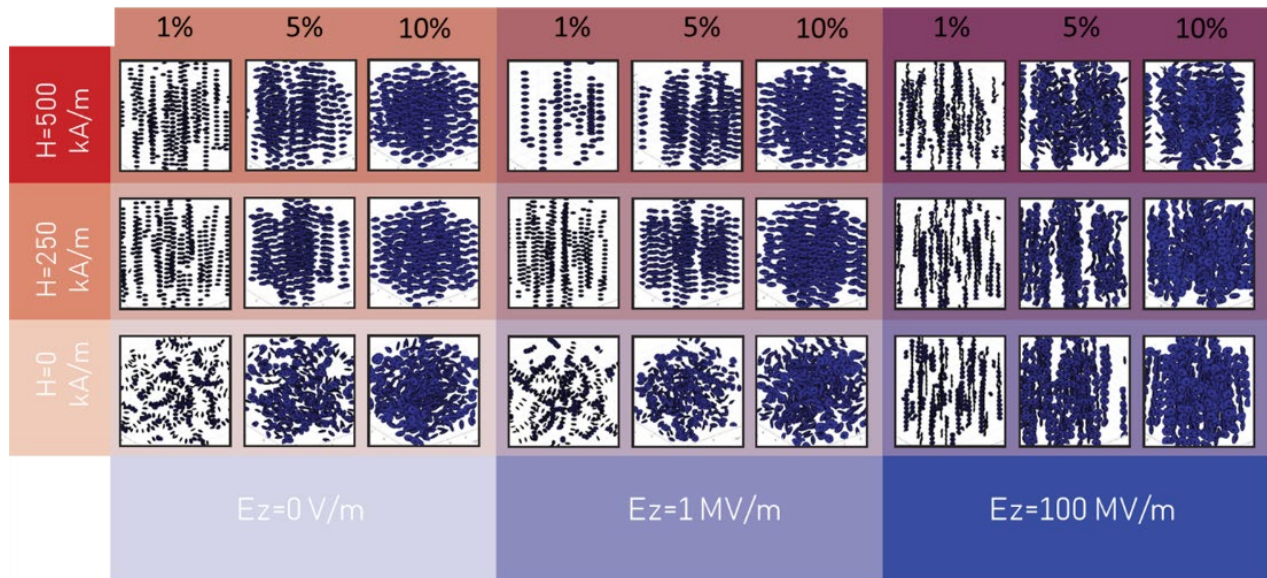 1% 5% 10% 1% 5% 10% 1% 5% 10%
H=500
kA/m
H=250
kA/m
H=0
kA/m
Ez=0 V/m Ez=1 MV/m Ez=100 MV/m